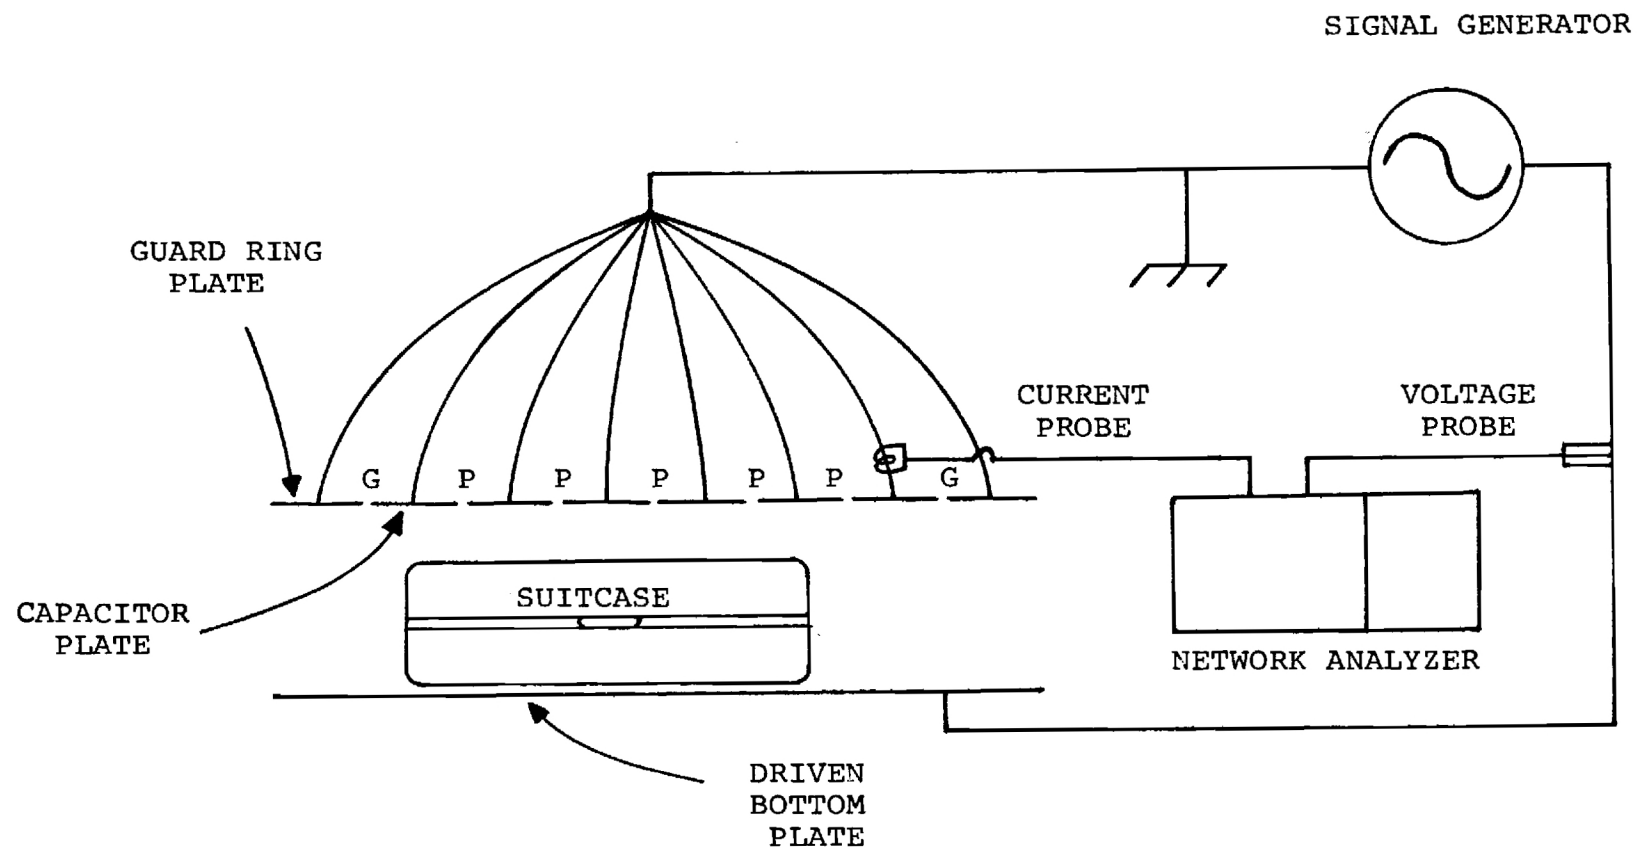 SIGNAL GENERATOR
GUARD RING
PLATE
CURRENT
PROBE
VOLTAGE
PROBE
G P P P P P G
SUITCASE
CAPACITOR
PLATE
NETWORK ANALYZER
DRIVEN
BOTTOM
PLATE